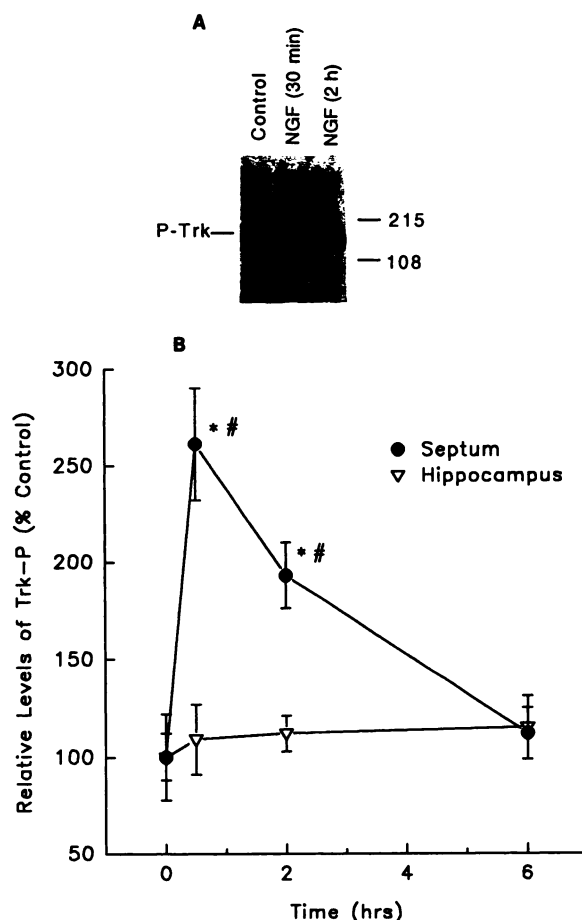 A
Control
NGF (30 min)
NGF (2 h)
P-Trk
215
108
B
300
250
200
150
100
50
Relative Levels of Trk-P (% Control)
* #
* #
Septum
Hippocampus
0
2
4
6
Time (hrs)